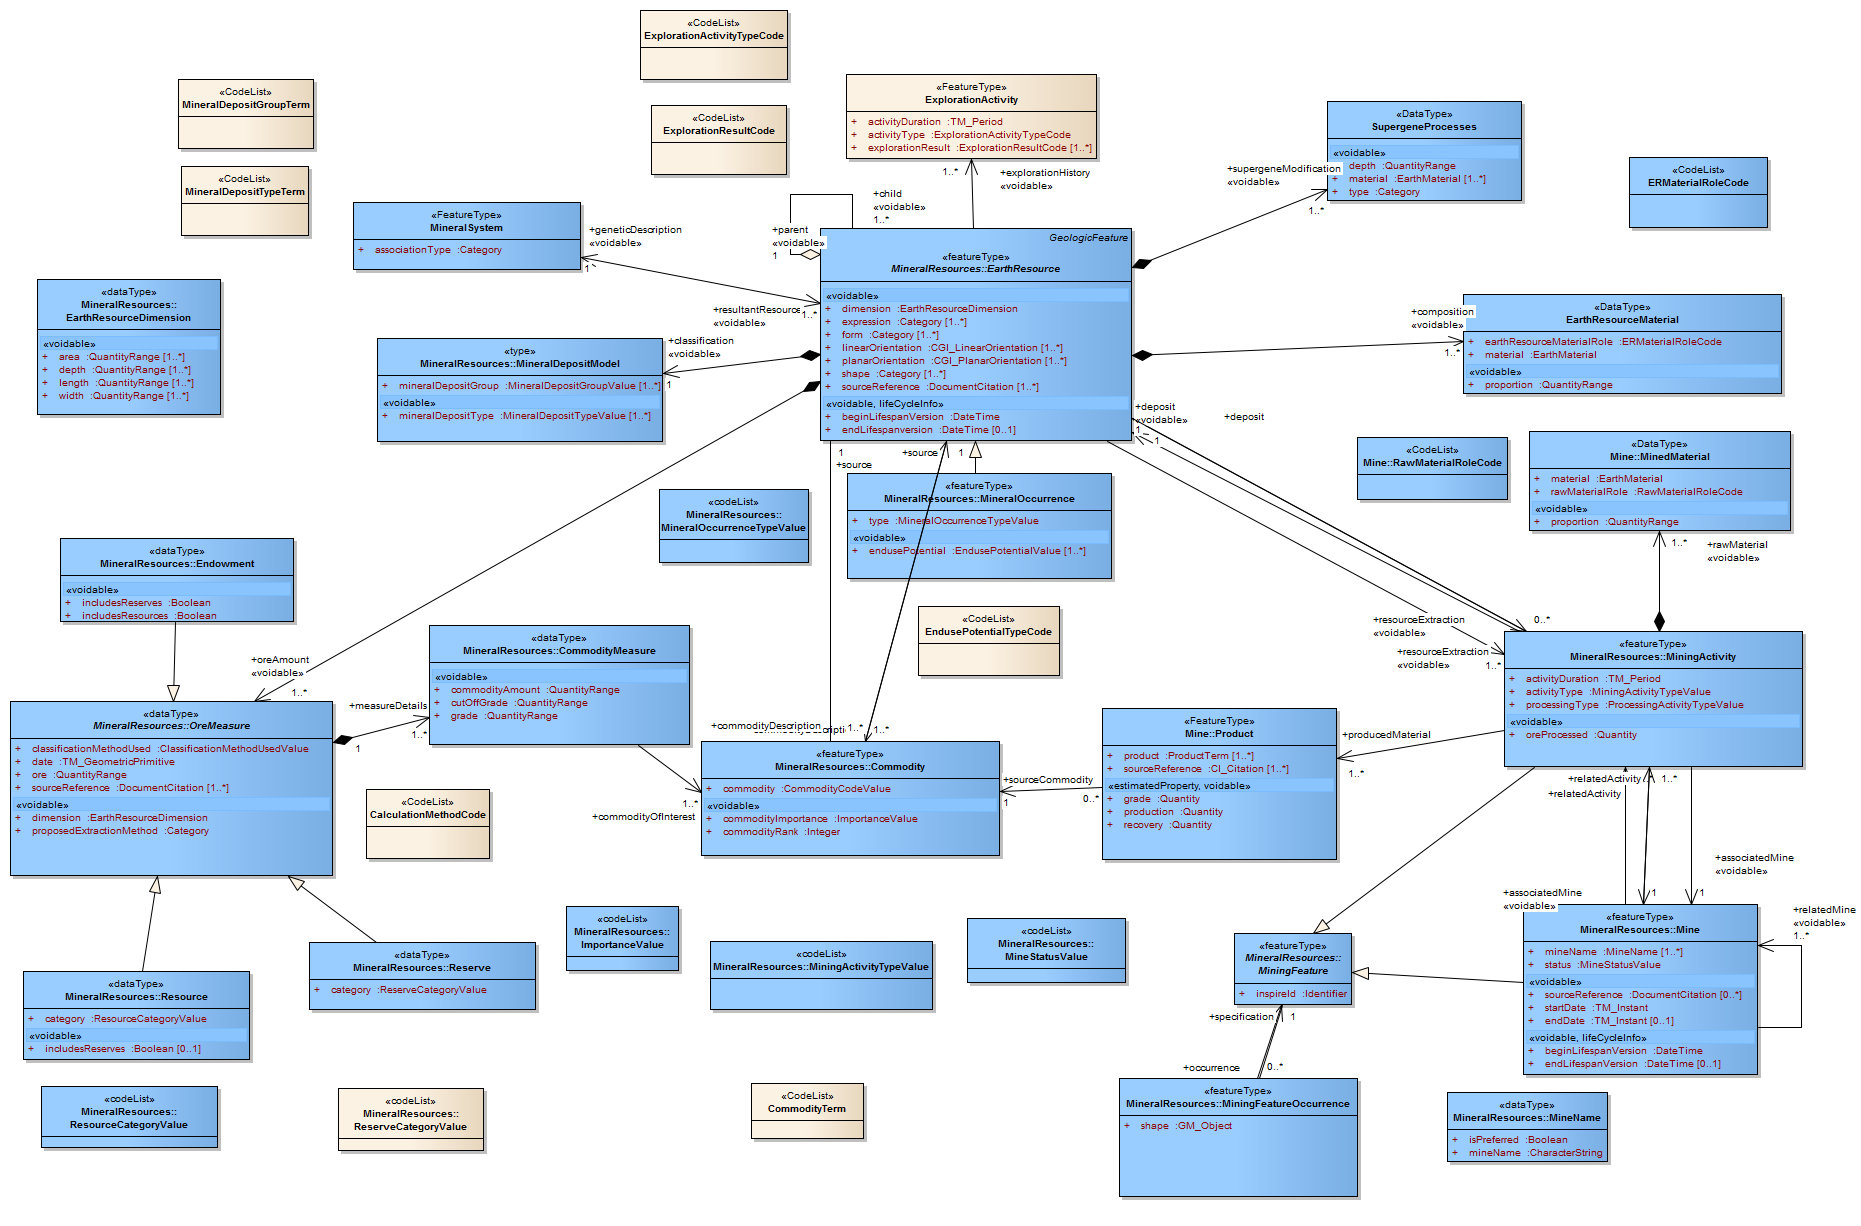 «CodeList»
ExplorationActivityTypeCode
«CodeList»
MineralDepositGroupTerm
«CodeList»
ExplorationResultCode
«FeatureType»
ExplorationActivity
+ activityDuration :TM_Period
+ activityType :ExplorationActivityTypeCode
+ explorationResult :ExplorationResultCode [1..*]
«DataType»
SupergeneProcesses
«voidable»
+ depth :QuantityRange
+ material :EarthMaterial [1..*]
+ type :Category
«CodeList»
ERMaterialRoleCode
«CodeList»
MineralDepositTypeTerm
1..*
+explorationHistory
«voidable»
+supergeneModification
«voidable»
1..*
+child
«voidable»
1..*
+parent
«voidable»
1
«FeatureType»
MineralSystem
+ associationType :Category
+geneticDescription
«voidable»
1
+resultantResource
«voidable»
1..*
GeologicFeature
«featureType»
MineralResources::EarthResource
«voidable»
+ dimension :EarthResourceDimension
+ expression :Category [1..*]
+ form :Category [1..*]
+ linearOrientation :CGI_LinearOrientation [1..*]
+ planarOrientation :CGI_PlanarOrientation [1..*]
+ shape :Category [1..*]
+ sourceReference :DocumentCitation [1..*]
«voidable, lifeCycleInfo»
+ beginLifespanVersion :DateTime
+ endLifespanversion :DateTime [0..1]
«dataType»
MineralResources::
EarthResourceDimension
«voidable»
+ area :QuantityRange [1..*]
+ depth :QuantityRange [1..*]
+ length :QuantityRange [1..*]
+ width :QuantityRange [1..*]
«type»
MineralResources::MineralDepositModel
+ mineralDepositGroup :MineralDepositGroupValue [1..*]
«voidable»
+ mineralDepositType :MineralDepositTypeValue [1..*]
+classification
«voidable»
1
+composition
«voidable»
1..*
«DataType»
EarthResourceMaterial
+ earthResourceMaterialRole :ERMaterialRoleCode
+ material :EarthMaterial
«voidable»
+ proportion :QuantityRange
+deposit
«voidable»
1
+deposit
1
«CodeList»
Mine::RawMaterialRoleCode
«DataType»
Mine::MinedMaterial
+ material :EarthMaterial
+ rawMaterialRole :RawMaterialRoleCode
«voidable»
+ proportion :QuantityRange
1..*
+rawMaterial
«voidable»
1
+source
+source
1
«featureType»
MineralResources::MineralOccurrence
+ type :MineralOccurrenceTypeValue
«voidable»
+ endusePotential :EndusePotentialValue [1..*]
«codeList»
MineralResources::
MineralOccurrenceTypeValue
«CodeList»
EndusePotentialTypeCode
«dataType»
MineralResources::Endowment
«voidable»
+ includesReserves :Boolean
+ includesResources :Boolean
+oreAmount
«voidable»
1..*
«dataType»
MineralResources::CommodityMeasure
«voidable»
+ commodityAmount :QuantityRange
+ cutOffGrade :QuantityRange
+ grade :QuantityRange
+measureDetails
1..*
1
«dataType»
MineralResources::OreMeasure
+ classificationMethodUsed :ClassificationMethodUsedValue
+ date :TM_GeometricPrimitive
+ ore :QuantityRange
+ sourceReference :DocumentCitation [1..*]
«voidable»
+ dimension :EarthResourceDimension
+ proposedExtractionMethod :Category
+resourceExtraction
«voidable»
0..*
+resourceExtraction
«voidable»
1..*
«featureType»
MineralResources::MiningActivity
+ activityDuration :TM_Period
+ activityType :MiningActivityTypeValue
+ processingType :ProcessingActivityTypeValue
«voidable»
+ oreProcessed :Quantity
+commodityDescription
1..*
1..*
«featureType»
MineralResources::Commodity
+ commodity :CommodityCodeValue
«voidable»
+ commodityImportance :ImportanceValue
+ commodityRank :Integer
1..*
+commodityOfInterest
«FeatureType»
Mine::Product
+ product :ProductTerm [1..*]
+ sourceReference :CI_Citation [1..*]
«estimatedProperty, voidable»
+ grade :Quantity
+ production :Quantity
+ recovery :Quantity
+sourceCommodity
1
0..*
+producedMaterial
1..*
+relatedActivity
1..*
+relatedActivity
«CodeList»
CalculationMethodCode
+associatedMine
«voidable»
1
+associatedMine
«voidable»
1
+relatedMine
«voidable»
1..*
«featureType»
MineralResources::Mine
+ mineName :MineName [1..*]
+ status :MineStatusValue
«voidable»
+ sourceReference :DocumentCitation [0..*]
+ startDate :TM_Instant
+ endDate :TM_Instant [0..1]
«voidable, lifeCycleInfo»
+ beginLifespanVersion :DateTime
+ endLifespanVersion :DateTime [0..1]
«codeList»
MineralResources::
ImportanceValue
«codeList»
MineralResources::MiningActivityTypeValue
«codeList»
MineralResources::
MineStatusValue
«featureType»
MineralResources::
MiningFeature
+ inspireId :Identifier
+specification
1
+occurrence
0..*
«dataType»
MineralResources::Reserve
+ category :ReserveCategoryValue
«dataType»
MineralResources::Resource
+ category :ResourceCategoryValue
«voidable»
+ includesReserves :Boolean [0..1]
«codeList»
MineralResources::
ResourceCategoryValue
«codeList»
MineralResources::
ReserveCategoryValue
«CodeList»
CommodityTerm
«featureType»
MineralResources::MiningFeatureOccurrence
+ shape :GM_Object
«dataType»
MineralResources::MineName
+ isPreferred :Boolean
+ mineName :CharacterString